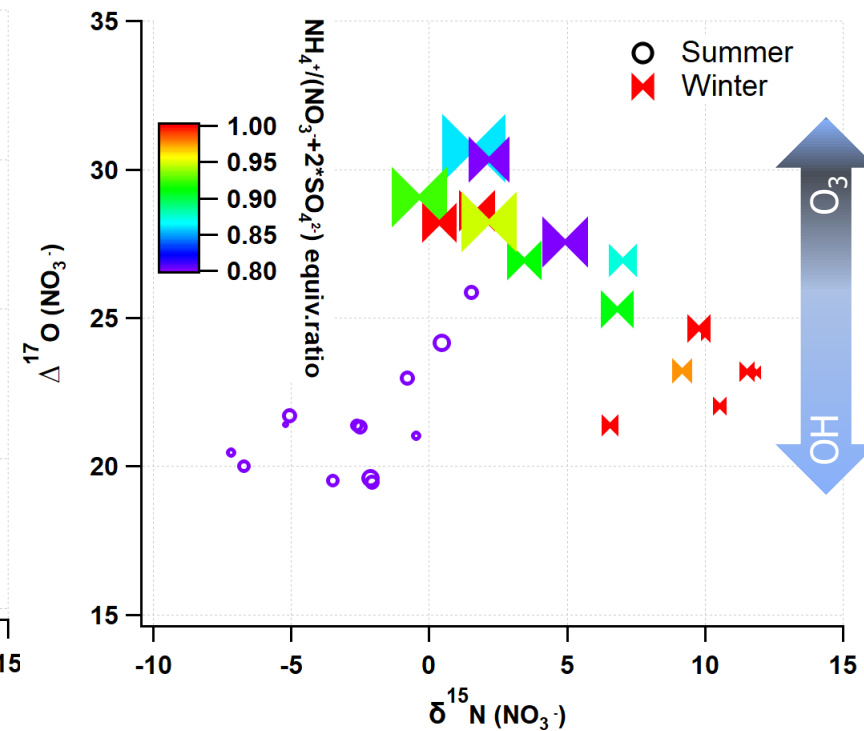 35
30
25
20
15
Δ¹⁷O (NO₃⁻)
-10
-5
0
5
10
15
δ¹⁵N (NO₃⁻)
NH₄⁺/(NO₃⁻+2*SO₄²⁻) equiv.ratio
1.00
0.95
0.90
0.85
0.80
Summer
Winter
O₃
OH
15